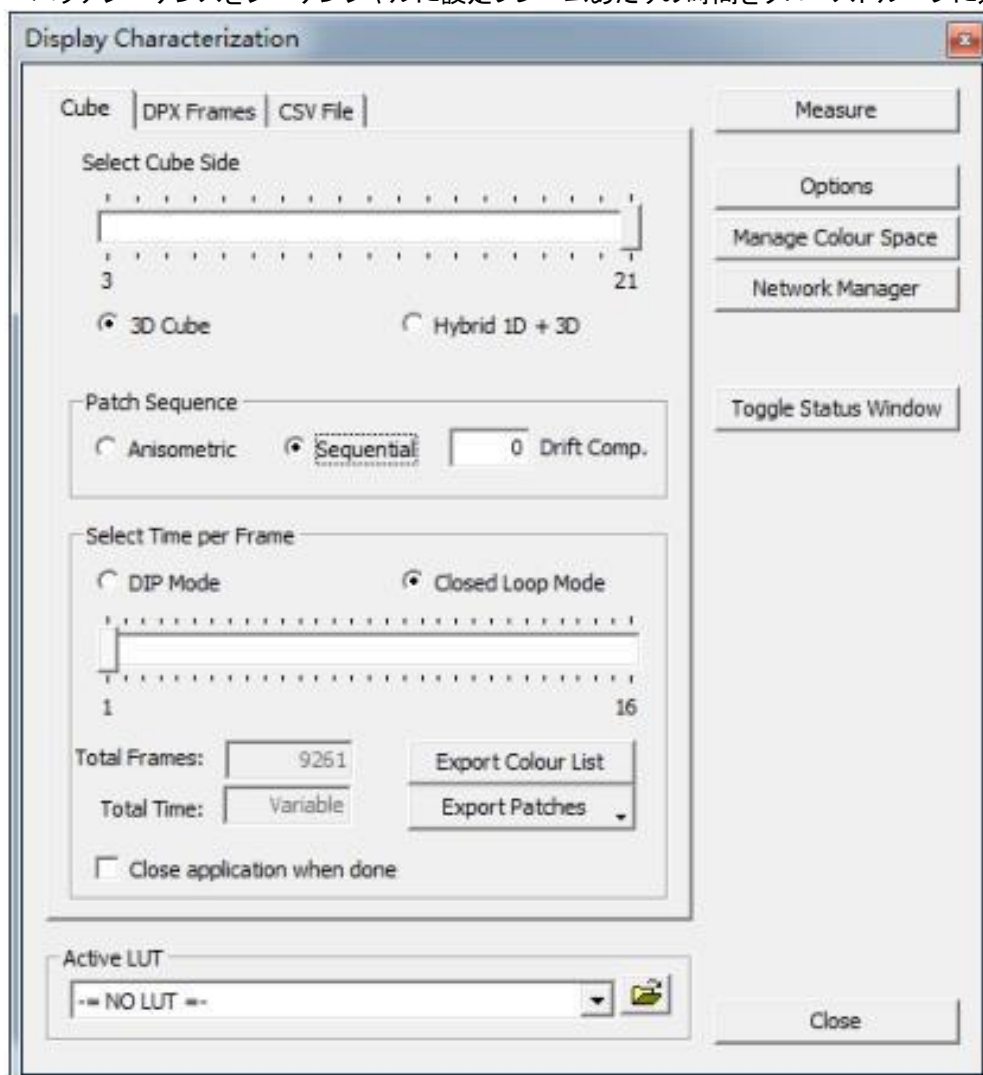 Display Characterization
Cube DPX Frames CSV File
Measure
Select Cube Side
Options
Manage Colour Space
3 21
Network Manager
3D Cube Hybrid 1D + 3D
Patch Sequence
Toggle Status Window
Anisometric Sequential 0 Drift Comp.
Select Time per Frame
DIP Mode Closed Loop Mode
1 16
Total Frames: 9261 Export Colour List
Total Time: Variable Export Patches
Close application when done
Active LUT
-= NO LUT =-
Close